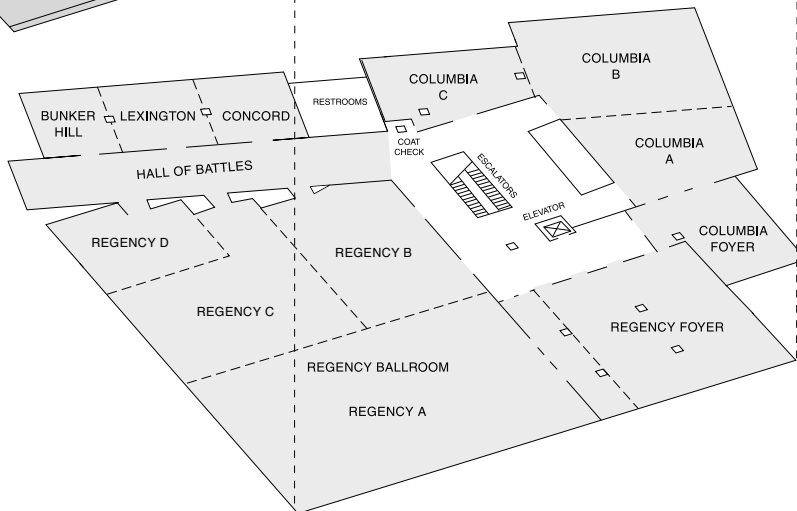 COLUMBIA
B
COLUMBIA
C
BUNKER
HILL
LEXINGTON
CONCORD
RESTROOMS
COAT
CHECK
COLUMBIA
A
HALL OF BATTLES
ESCALATORS
ELEVATOR
COLUMBIA
FOYER
REGENCY D
REGENCY B
REGENCY C
REGENCY FOYER
REGENCY BALLROOM
REGENCY A